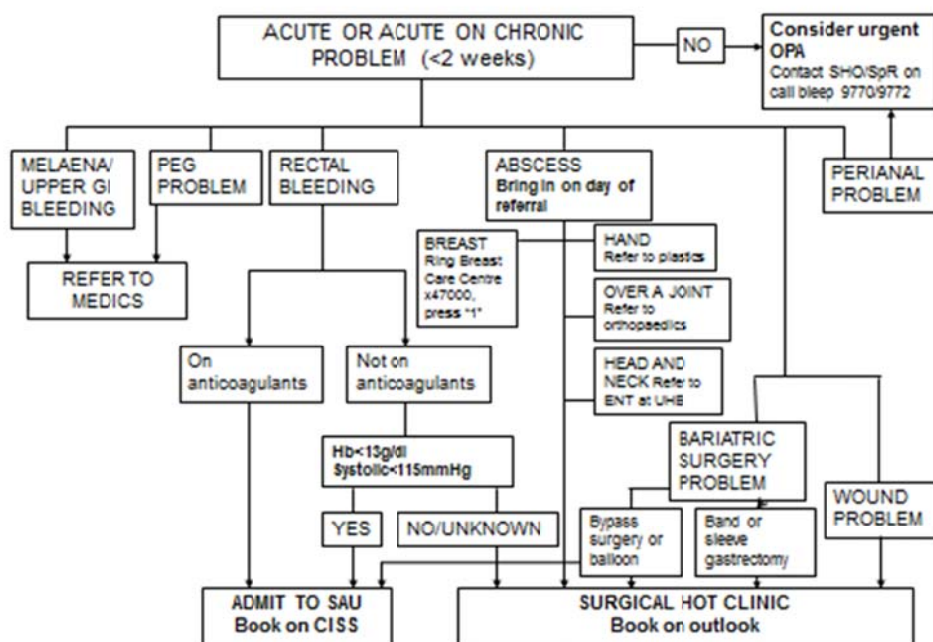 ACUTE OR ACUTE ON CHRONIC
PROBLEM (<2 weeks)
NO
Consider urgent
OPA
Contact SHO/SpR on
call bleep 9770/9772
MELAENA/
UPPER GI
BLEEDING
PEG
PROBLEM
RECTAL
BLEEDING
ABSCESS
Bring in on day of
referral
PERIANAL
PROBLEM
REFER TO
MEDICS
BREAST
Ring Breast
Care Centre
x47000,
press "1"
HAND
Refer to plastics
OVER A JOINT
Refer to
orthopaedics
HEAD AND
NECK Refer to
ENT at UHB
On
anticoagulants
Not on
anticoagulants
Hb<13g/dl
Systolic<115mmHg
BARIATRIC
SURGERY
PROBLEM
WOUND
PROBLEM
YES
NO/UNKNOWN
Bypass
surgery or
balloon
Band or
sleeve
gastrectomy
ADMIT TO SAU
Book on CISS
SURGICAL HOT CLINIC
Book on outlook